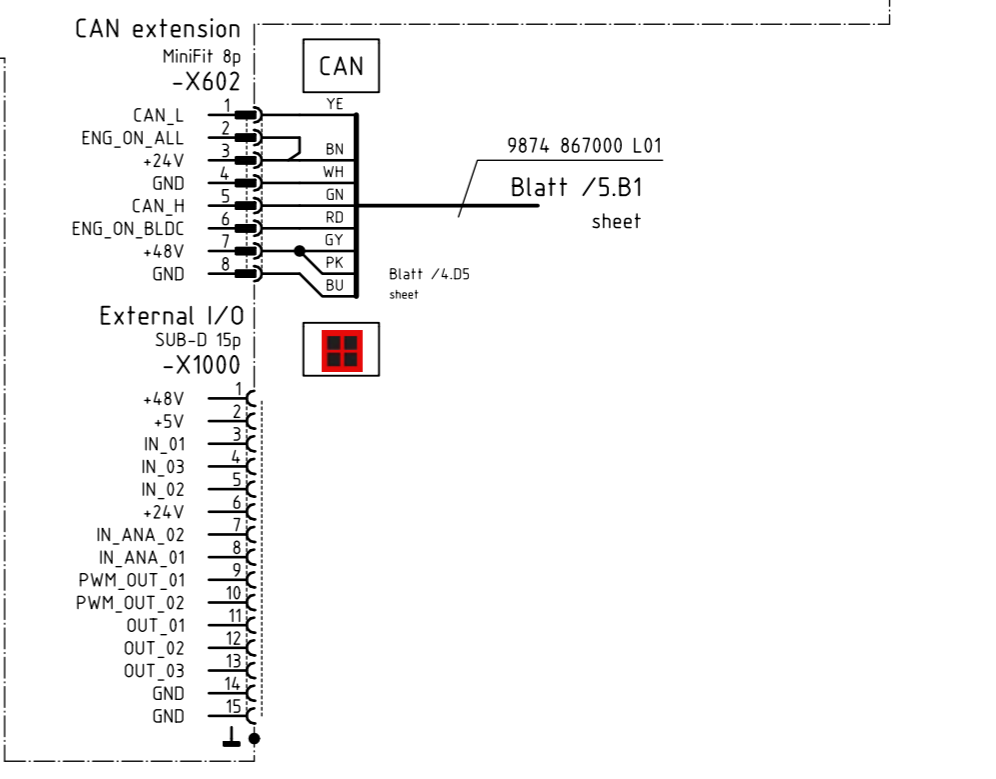 CAN extension
MiniFit 8p
-X602
CAN
CAN_L 1 YE
ENG_ON_ALL 2
+24V 3 BN
GND 4 WH
CAN_H 5 GN
ENG_ON_BLDC 6 RD
+48V 7 GY
PK
GND 8 BU
9874 867000 L01
Blatt /5.B1
sheet
Blatt /4.D5
sheet
External I/O
SUB-D 15p
-X1000
+48V 1
+5V 2
IN_01 3
IN_03 4
IN_02 5
+24V 6
IN_ANA_02 7
IN_ANA_01 8
PWM_OUT_01 9
PWM_OUT_02 10
OUT_01 11
OUT_02 12
OUT_03 13
GND 14
GND 15